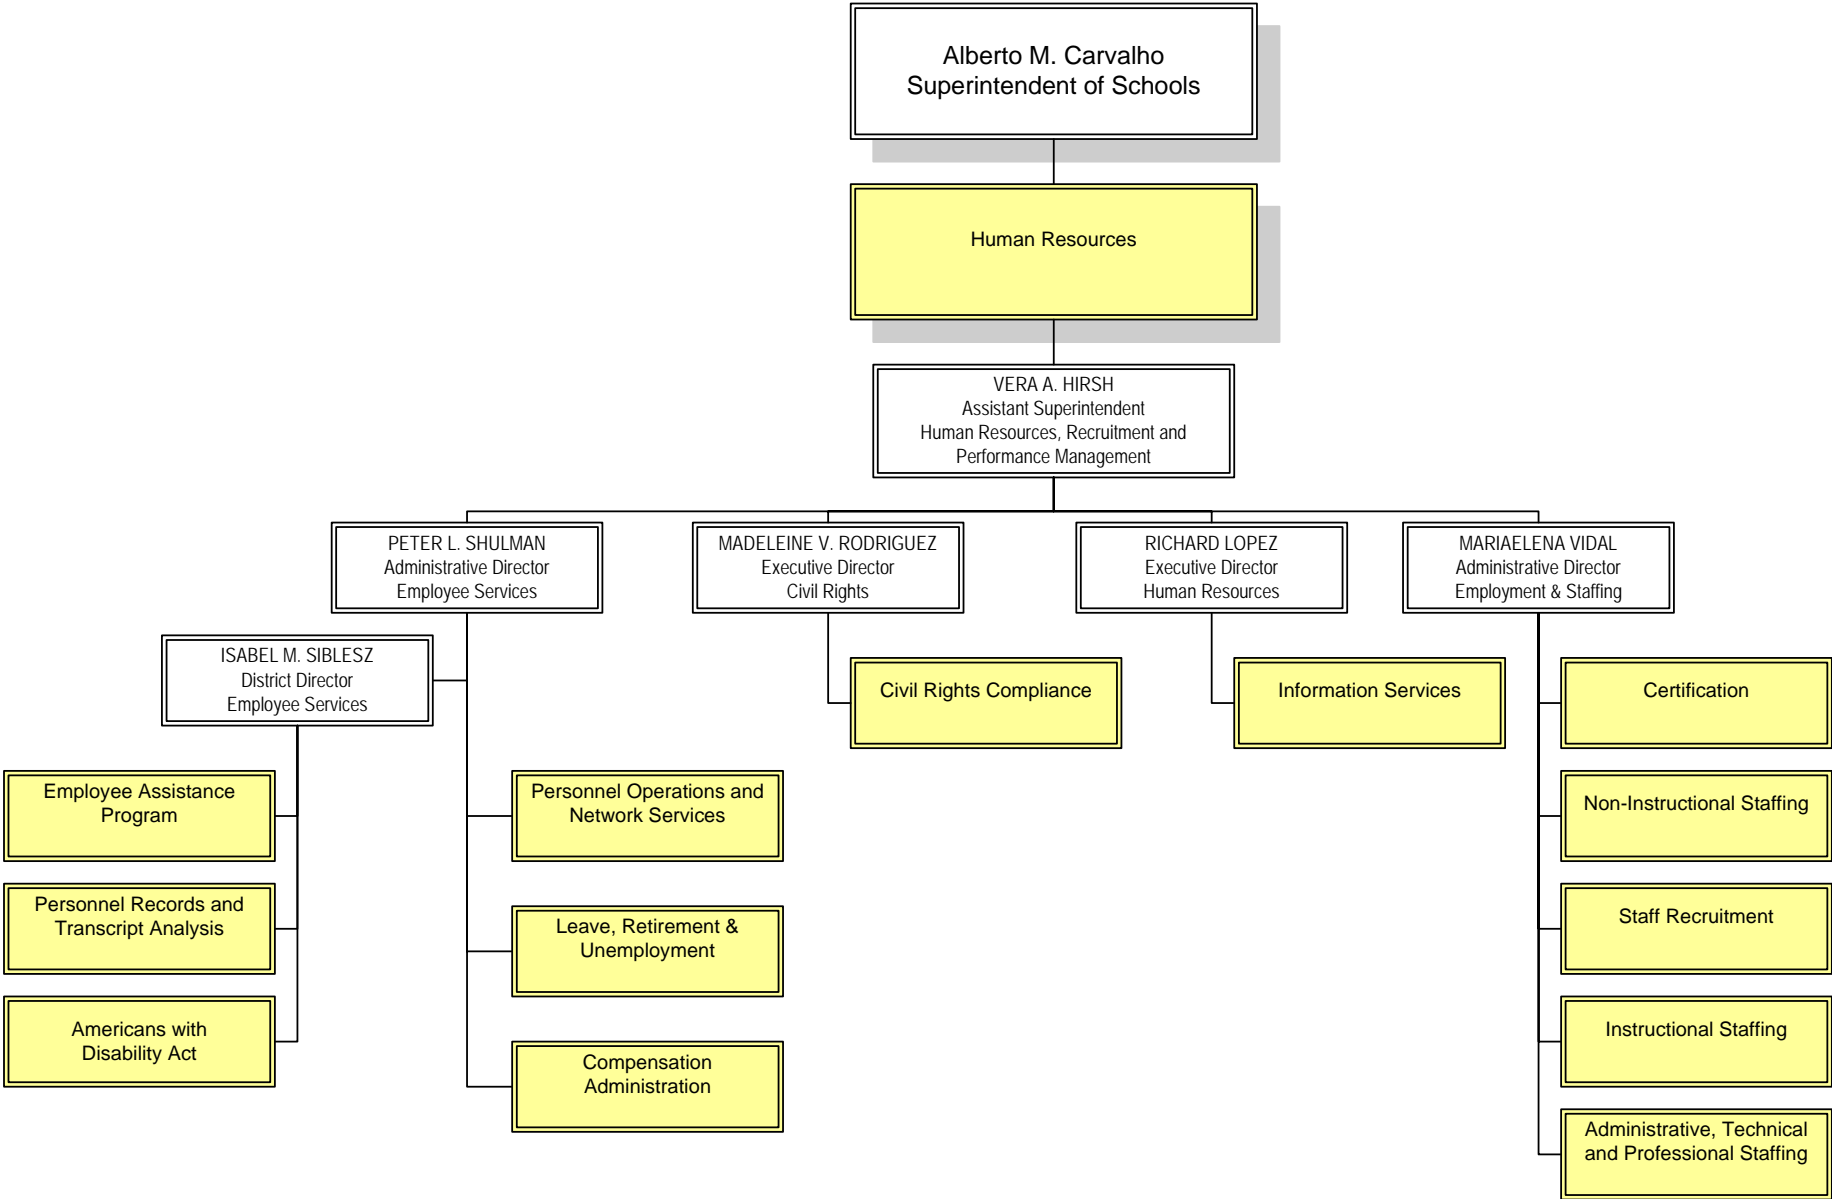 Alberto M. Carvalho
Superintendent of Schools
Human Resources
VERA A. HIRSH
Assistant Superintendent
Human Resources, Recruitment and
Performance Management
PETER L. SHULMAN
Administrative Director
Employee Services
MADELEINE V. RODRIGUEZ
Executive Director
Civil Rights
RICHARD LOPEZ
Executive Director
Human Resources
MARIAELENA VIDAL
Administrative Director
Employment & Staffing
ISABEL M. SIBLESZ
District Director
Employee Services
Civil Rights Compliance
Information Services
Certification
Employee Assistance
Program
Personnel Operations and
Network Services
Non-Instructional Staffing
Personnel Records and
Transcript Analysis
Leave, Retirement &
Unemployment
Staff Recruitment
Americans with
Disability Act
Compensation
Administration
Instructional Staffing
Administrative, Technical
and Professional Staffing